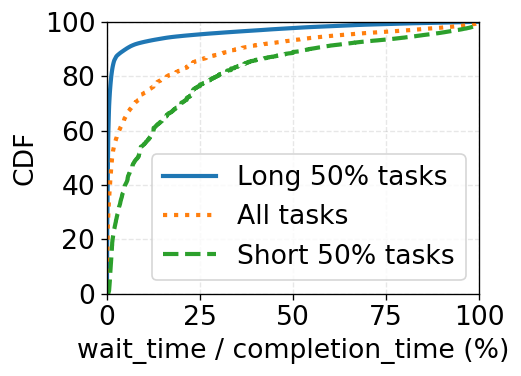 100
80
60
40
20
0
CDF
Long 50% tasks
All tasks
Short 50% tasks
0 25 50 75 100
wait_time / completion_time (%)